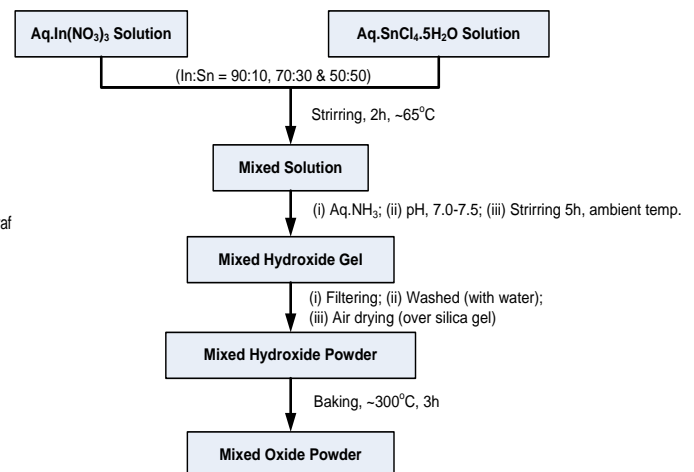 Aq.In(NO₃)₃ Solution
Aq.SnCl₄.5H₂O Solution
(In:Sn = 90:10, 70:30 & 50:50)
Strirring, 2h, ~65°C
Mixed Solution
(i) Aq.NH₃; (ii) pH, 7.0-7.5; (iii) Strirring 5h, ambient temp.
af
Mixed Hydroxide Gel
(i) Filtering; (ii) Washed (with water);
(iii) Air drying (over silica gel)
Mixed Hydroxide Powder
Baking, ~300°C, 3h
Mixed Oxide Powder